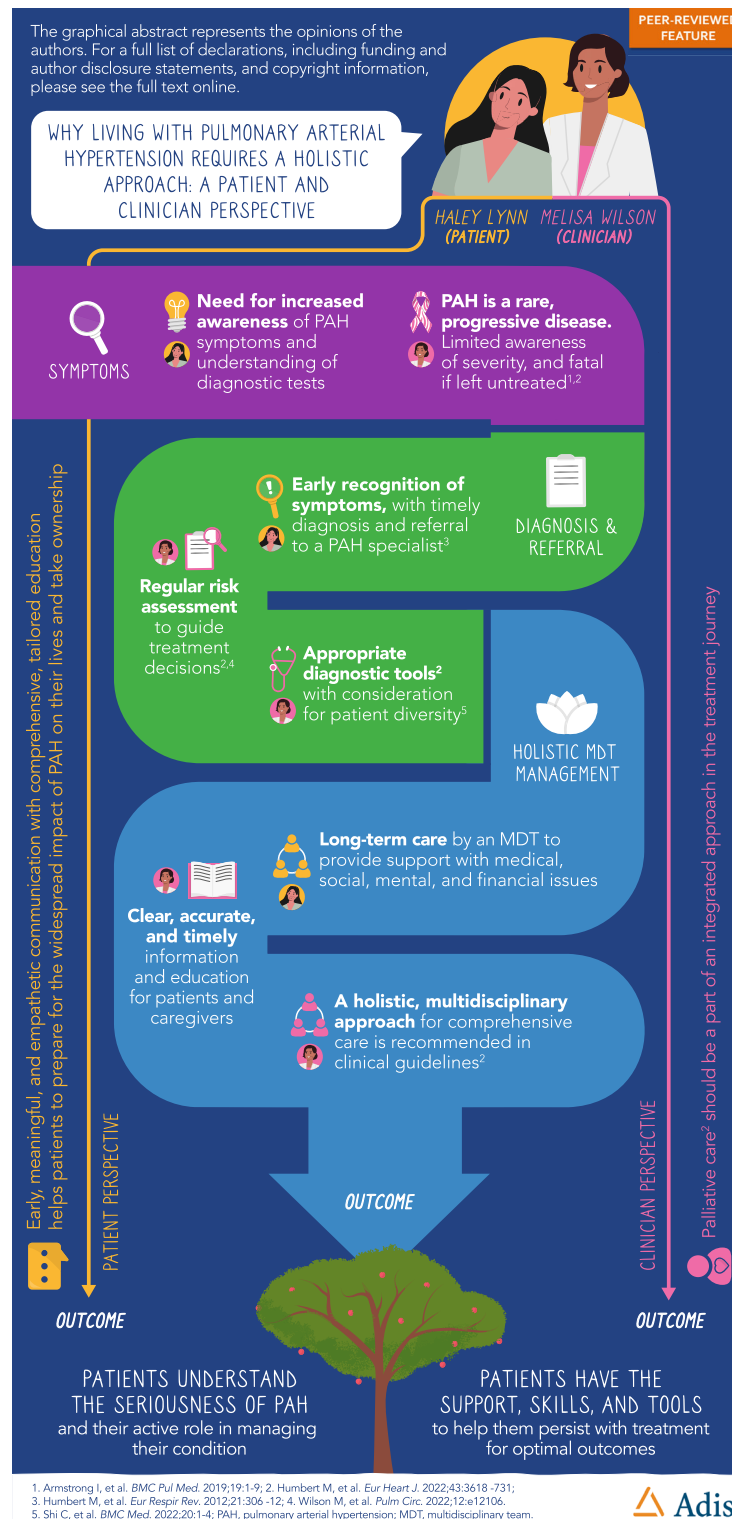 The graphical abstract represents the opinions of the
authors. For a full list of declarations, including funding and
author disclosure statements, and copyright information,
please see the full text online.
PEER-REVIEWED
FEATURE
WHY LIVING WITH PULMONARY ARTERIAL
HYPERTENSION REQUIRES A HOLISTIC
APPROACH: A PATIENT AND
CLINICIAN PERSPECTIVE
HALEY LYNN
(PATIENT)
MELISA WILSON
(CLINICIAN)
SYMPTOMS
Need for increased
awareness of PAH
symptoms and
understanding of
diagnostic tests
PAH is a rare,
progressive disease.
Limited awareness
of severity, and fatal
if left untreated1,2
Early recognition of
symptoms, with timely
diagnosis and referral
to a PAH specialist3
DIAGNOSIS &
REFERRAL
Regular risk
assessment
to guide
treatment
decisions2,4
Appropriate
diagnostic tools2
with consideration
for patient diversity5
HOLISTIC MDT
MANAGEMENT
Long-term care by an MDT to
provide support with medical,
social, mental, and financial issues
Clear, accurate,
and timely
information
and education
for patients and
caregivers
A holistic, multidisciplinary
approach for comprehensive
care is recommended in
clinical guidelines2
Early, meaningful, and empathetic communication with comprehensive, tailored education
helps patients to prepare for the widespread impact of PAH on their lives and take ownership
PATIENT PERSPECTIVE
CLINICIAN PERSPECTIVE
Palliative care2 should be a part of an integrated approach in the treatment journey
OUTCOME
OUTCOME
OUTCOME
PATIENTS UNDERSTAND
THE SERIOUSNESS OF PAH
and their active role in managing
their condition
PATIENTS HAVE THE
SUPPORT, SKILLS, AND TOOLS
to help them persist with treatment
for optimal outcomes
1. Armstrong I, et al. BMC Pul Med. 2019;19:1-9; 2. Humbert M, et al. Eur Heart J. 2022;43:3618 -731;
3. Humbert M, et al. Eur Respir Rev. 2012;21:306 -12; 4. Wilson M, et al. Pulm Circ. 2022;12:e12106.
5. Shi C, et al. BMC Med. 2022;20:1-4; PAH, pulmonary arterial hypertension; MDT, multidisciplinary team.
Adis